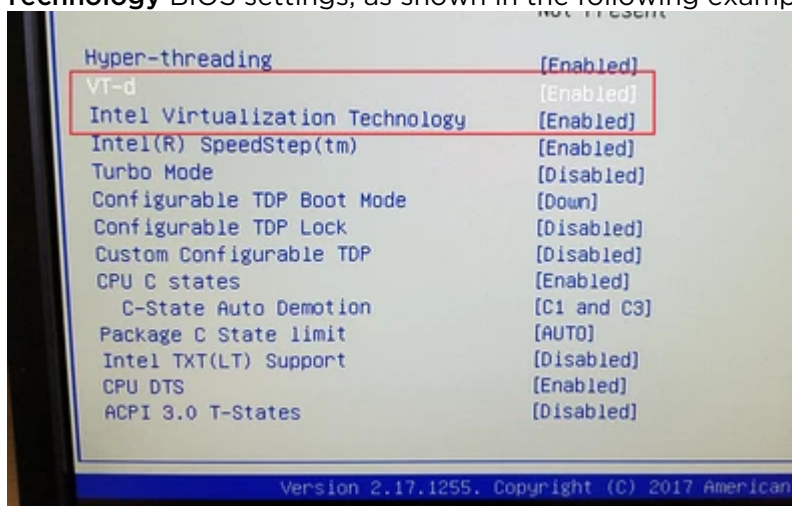 Technology BIOS settings, as shown in the following examp
Not Present
Hyper-threading [Enabled]
VT-d [Enabled]
Intel Virtualization Technology [Enabled]
Intel(R) SpeedStep(tm) [Enabled]
Turbo Mode [Disabled]
Configurable TDP Boot Mode [Down]
Configurable TDP Lock [Disabled]
Custom Configurable TDP [Disabled]
CPU C states [Enabled]
C-State Auto Demotion [C1 and C3]
Package C State limit [AUTO]
Intel TXT(LT) Support [Disabled]
CPU DTS [Enabled]
ACPI 3.0 T-States [Disabled]
Version 2.17.1255. Copyright (C) 2017 American